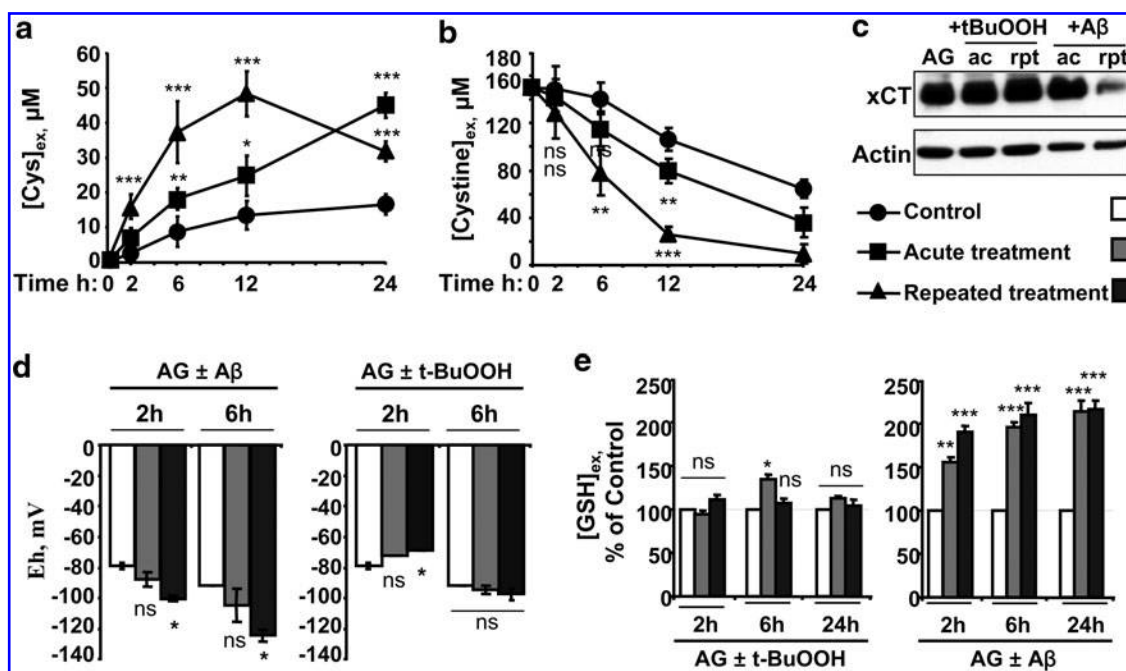 a
[Cys]ex, µM
60
50
40
30
20
10
0
*** *** *** ***
** * ***
Time h: 0 2 6 12 24
b
[Cystine]ex, µM
180
160
120
80
40
0
ns
ns
ns
**
**
***
Time h: 0 2 6 12 24
c
+tBuOOH +Aβ
AG ac rpt ac rpt
xCT
Actin
Control
Acute treatment
Repeated treatment
d
AG ± Aβ
2h 6h
Eh, mV
0
-20
-40
-60
-80
-100
-120
-140
ns * ns *
AG ± t-BuOOH
2h 6h
0
-20
-40
-60
-80
-100
-120
-140
ns * ns
e
[GSH]ex,
% of Control
250
200
150
100
50
0
ns * ns ns
2h 6h 24h
AG ± t-BuOOH
250
200
150
100
50
0
** *** *** *** *** ***
2h 6h 24h
AG ± Aβ